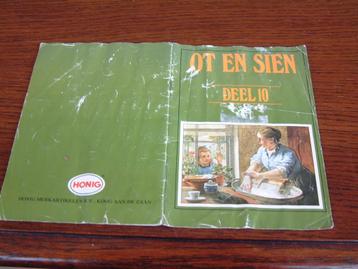 OT EN SIEN
DEEL 10
HONIG
HONIG MERKARTIKELEN B.V. - KOOG AAN DE ZAAN